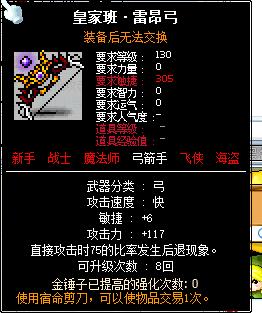 皇家班·雷昂弓
装备后无法交换
要求等级： 130
要求力量： 0
要求敏捷： 305
要求智力： 0
要求运气： 0
要求人气度： -
道具等级： -
道具经验值： -
新手 战士 魔法师 弓箭手 飞侠 海盗
武器分类 : 弓
攻击速度 : 快
敏捷 : +6
攻击力 : +117
直接攻击时75的比率发生后退现象。
可升级次数 : 8回
金锤子已提高的强化次数: 0
使用宿命剪刀，可以使物品交易1次。